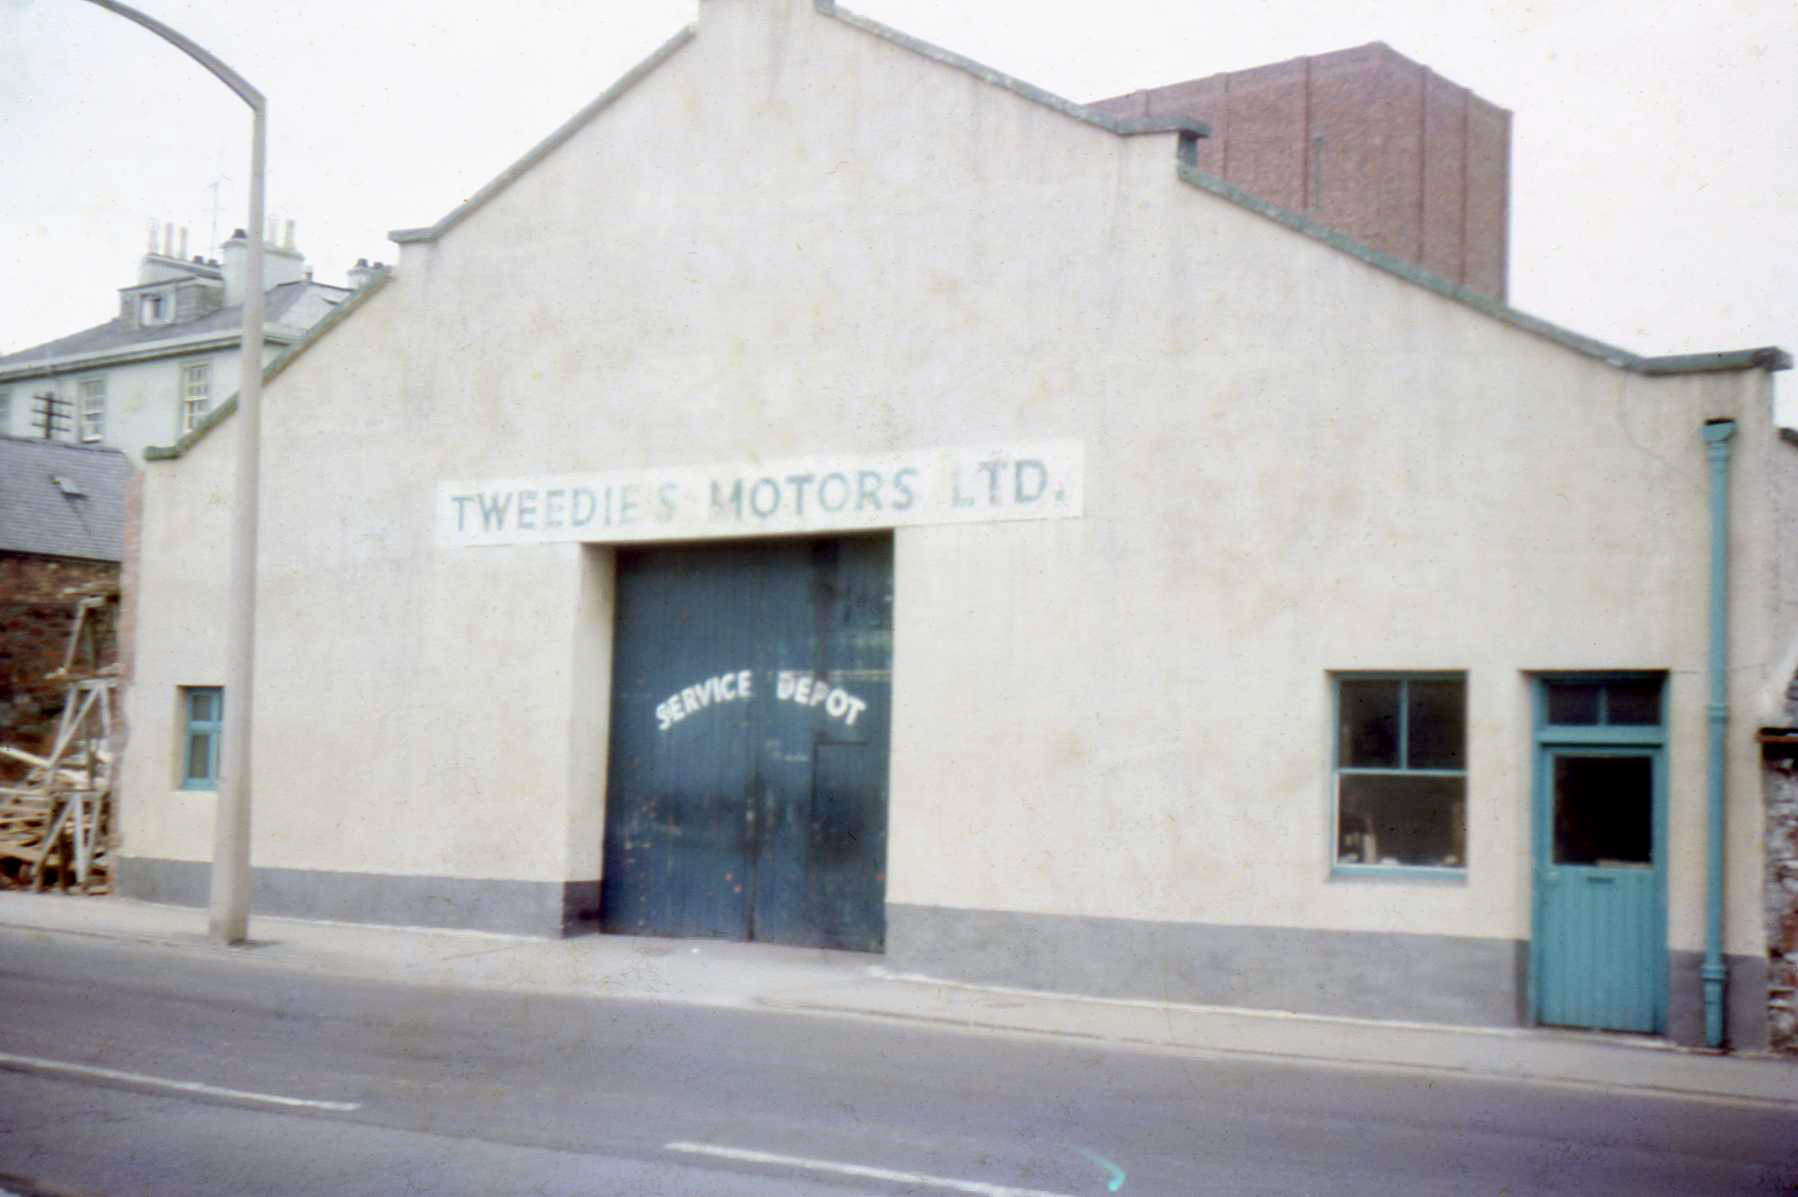 TWEEDIE'S MOTORS LTD.
SERVICE DEPOT